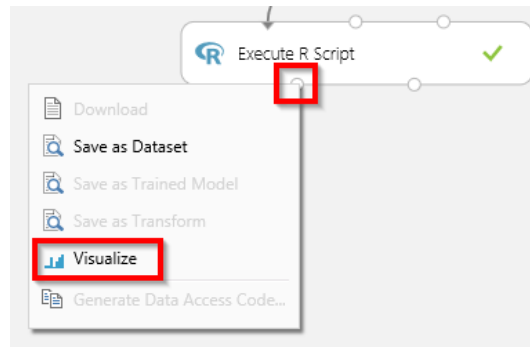 Execute R Script
Download
Save as Dataset
Save as Trained Model
Save as Transform
Visualize
Generate Data Access Code...